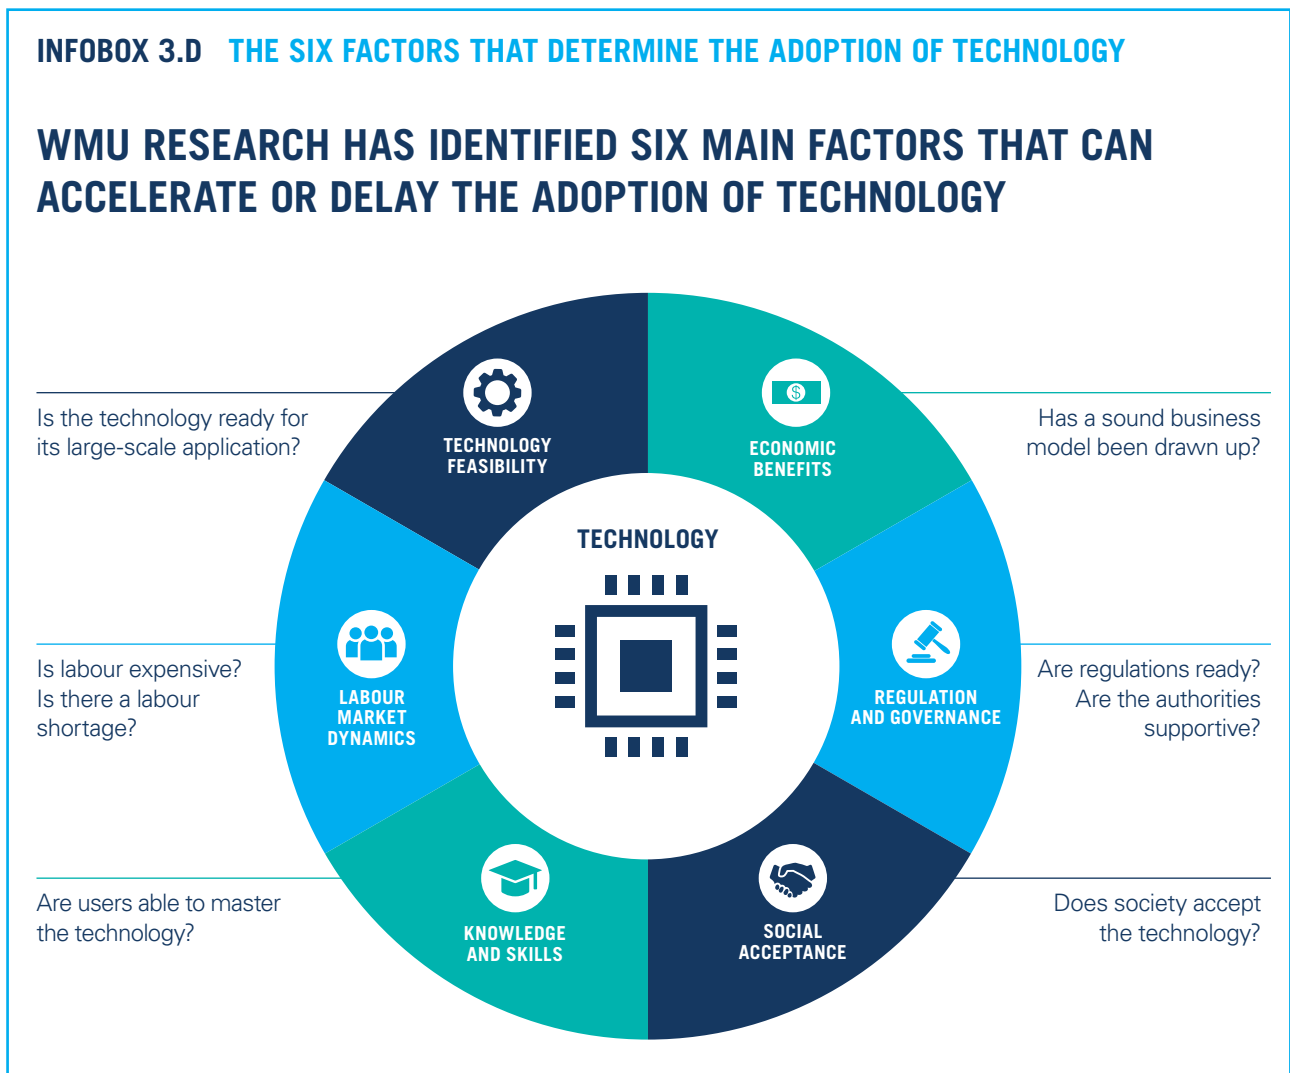 INFOBOX 3.D THE SIX FACTORS THAT DETERMINE THE ADOPTION OF TECHNOLOGY
WMU RESEARCH HAS IDENTIFIED SIX MAIN FACTORS THAT CAN
ACCELERATE OR DELAY THE ADOPTION OF TECHNOLOGY
Is the technology ready for
its large-scale application?
TECHNOLOGY
FEASIBILITY
$
ECONOMIC
BENEFITS
Has a sound business
model been drawn up?
TECHNOLOGY
Is labour expensive?
Is there a labour
shortage?
LABOUR
MARKET
DYNAMICS
REGULATION
AND GOVERNANCE
Are regulations ready?
Are the authorities
supportive?
Are users able to master
the technology?
KNOWLEDGE
AND SKILLS
SOCIAL
ACCEPTANCE
Does society accept
the technology?